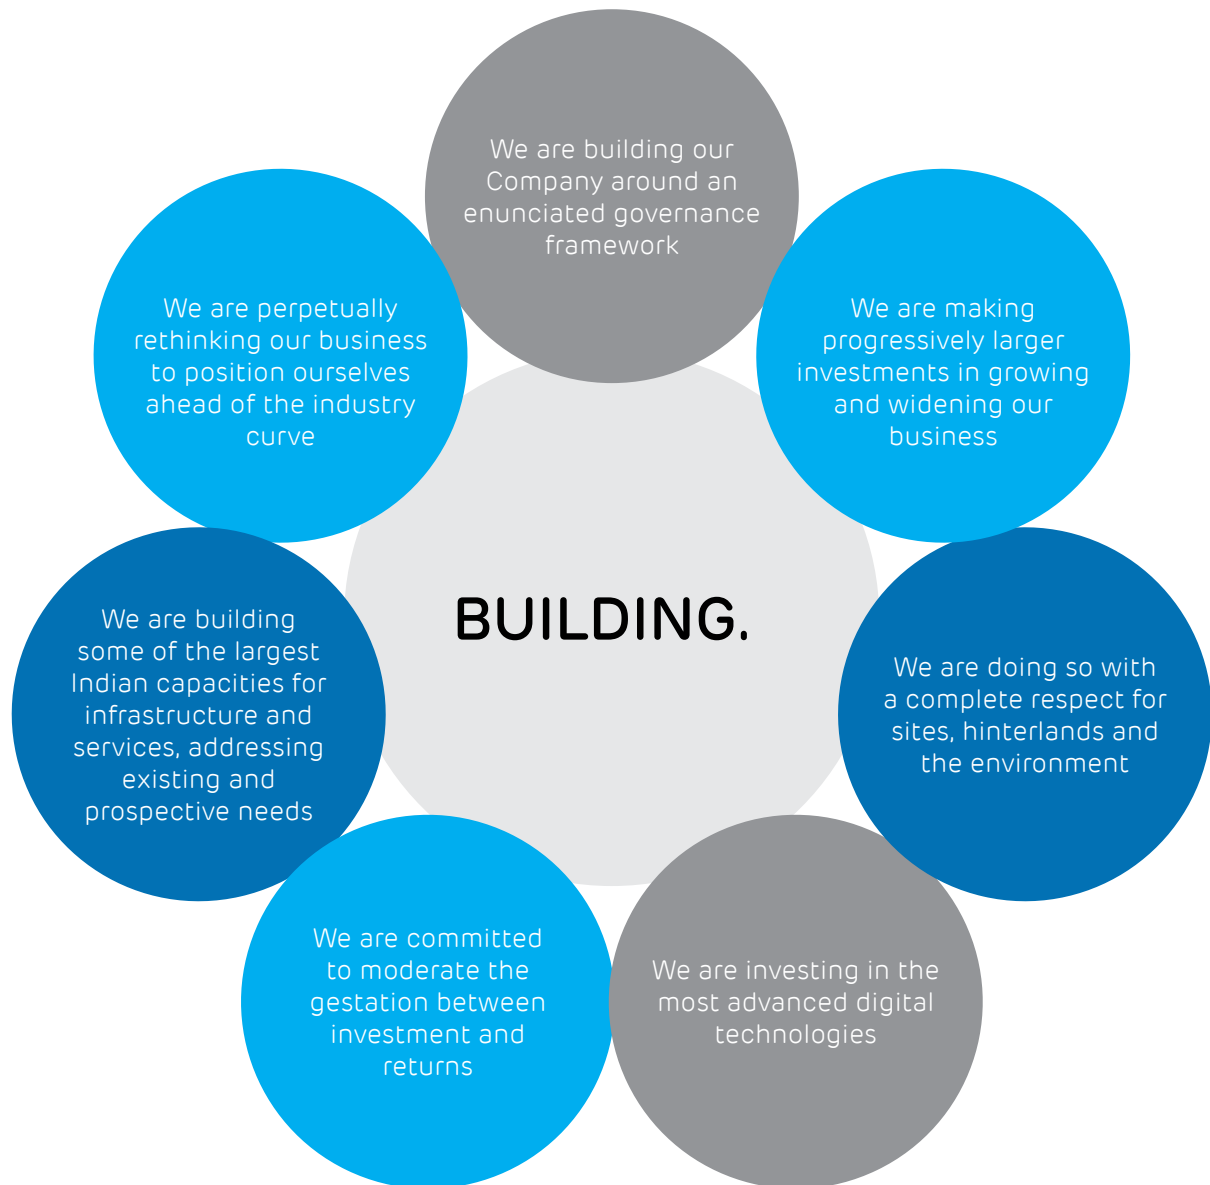 We are building our
Company around an
enunciated governance
framework
We are perpetually
rethinking our business
to position ourselves
ahead of the industry
curve
We are making
progressively larger
investments in growing
and widening our
business
BUILDING.
We are building
some of the largest
Indian capacities for
infrastructure and
services, addressing
existing and
prospective needs
We are doing so with
a complete respect for
sites, hinterlands and
the environment
We are committed
to moderate the
gestation between
investment and
returns
We are investing in the
most advanced digital
technologies